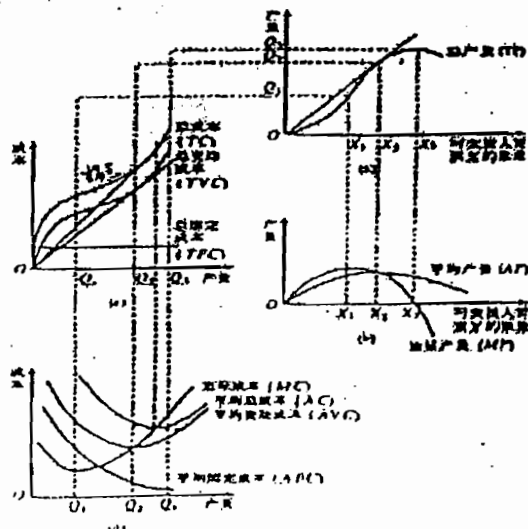 产量
总产量 (TP)
Q₁
O
X₁
X₂
X₃
可变投入要
素的数量
(a)
成本
总成本
(TC)
总变动
成本
(TVC)
总固定
成本
(TFC)
O
Q₁
Q₂
Q₃
产量
(c)
产量
平均产量 (AP)
O
X₁
X₂
X₃
可变投入要
素的数量
(b)
边际产量 (MP)
成本
边际成本 (MC)
平均总成本 (AC)
平均变动成本 (AVC)
平均固定成本 (AFC)
O
Q₁
Q₂
Q₃
产量
(d)